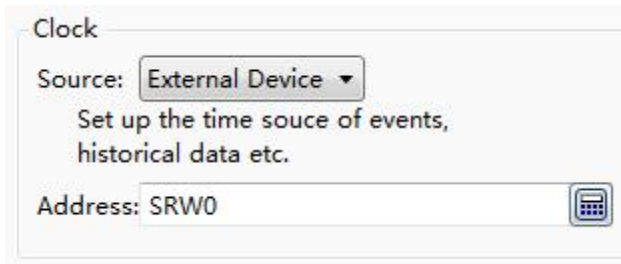 Clock
Source: External Device
Set up the time souce of events,
historical data etc.
Address: SRW0